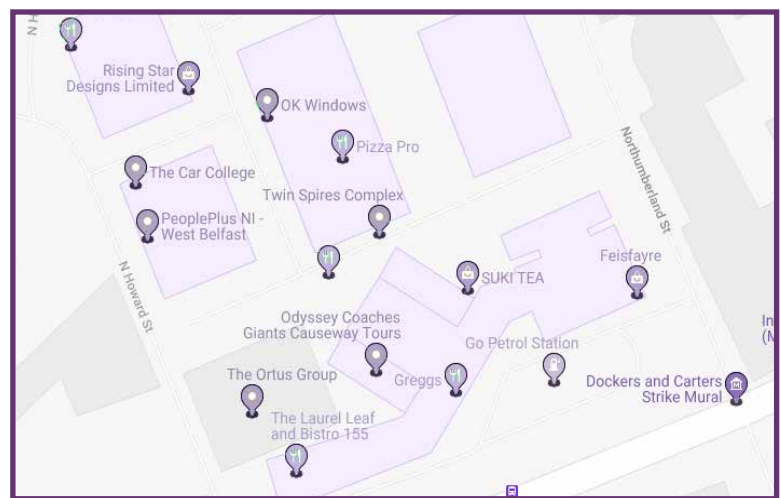 N H
Rising Star
Designs Limited
OK Windows
Pizza Pro
Northumberland St
The Car College
Twin Spires Complex
PeoplePlus NI -
West Belfast
Feisfayre
SUKI TEA
N Howard St
Odyssey Coaches
Giants Causeway Tours
In
(M
Go Petrol Station
The Ortus Group
Greggs
Dockers and Carters
Strike Mural
The Laurel Leaf
and Bistro 155